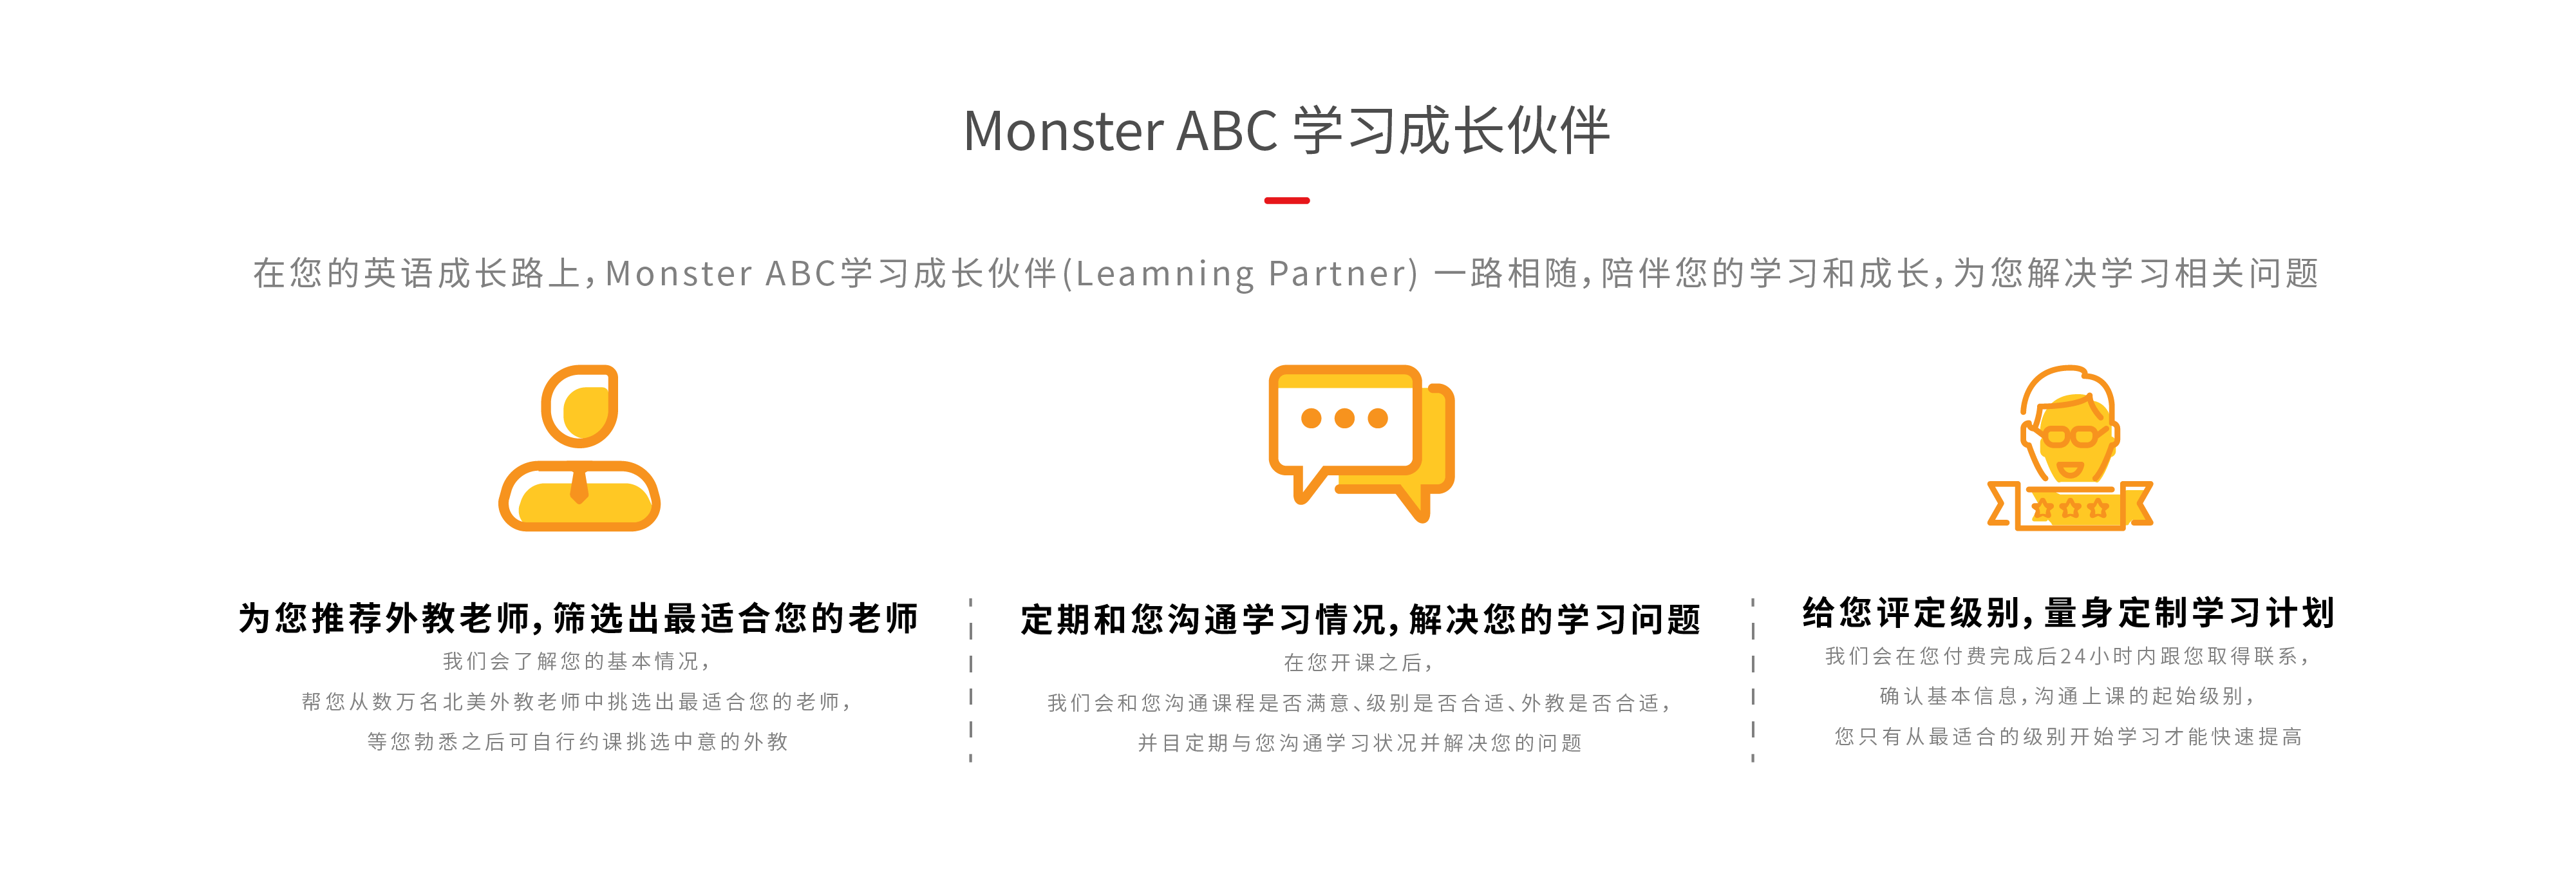 Monster ABC 学习成长伙伴
在您的英语成长路上，Monster ABC学习成长伙伴(Leamning Partner) 一路相随，陪伴您的学习和成长，为您解决学习相关问题
为您推荐外教老师，筛选出最适合您的老师
我们会了解您的基本情况，
帮您从数万名北美外教老师中挑选出最适合您的老师，
等您勃悉之后可自行约课挑选中意的外教
定期和您沟通学习情况，解决您的学习问题
在您开课之后，
我们会和您沟通课程是否满意、级别是否合适、外教是否合适，
并目定期与您沟通学习状况并解决您的问题
给您评定级别，量身定制学习计划
我们会在您付费完成后24小时内跟您取得联系，
确认基本信息，沟通上课的起始级别，
您只有从最适合的级别开始学习才能快速提高